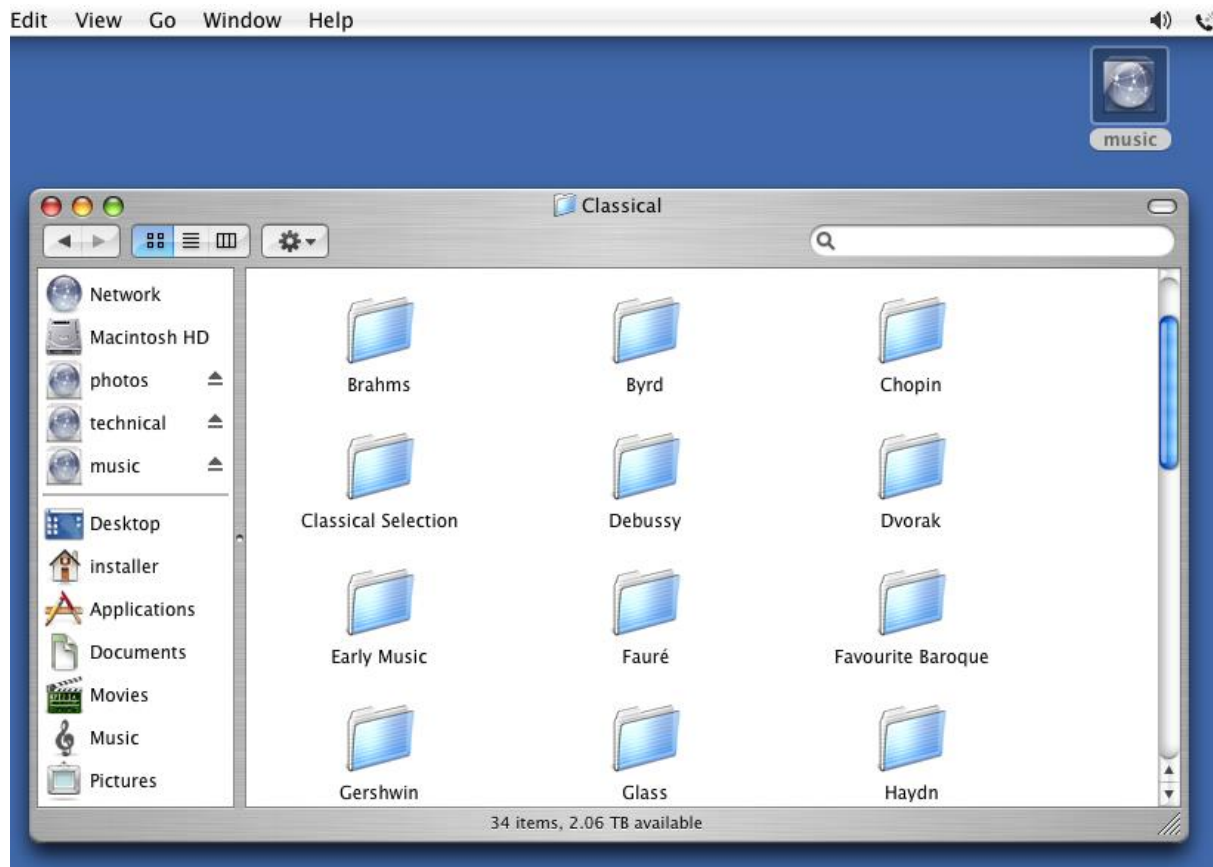 Edit View Go Window Help
music
Classical
Network
Macintosh HD
photos
technical
music
Desktop
installer
Applications
Documents
Movies
Music
Pictures
Brahms Byrd Chopin
Classical Selection Debussy Dvorak
Early Music Fauré Favourite Baroque
Gershwin Glass Haydn
34 items, 2.06 TB available